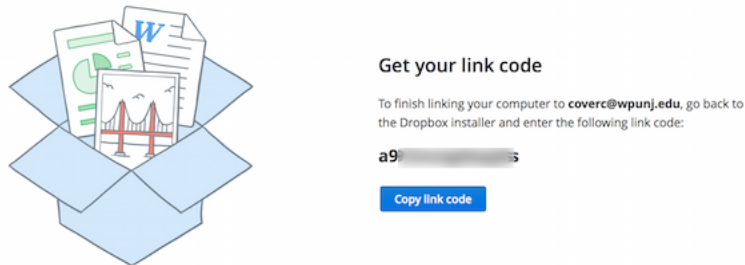 W
Get your link code
To finish linking your computer to coverc@wpunj.edu, go back to
the Dropbox installer and enter the following link code:
Copy link code